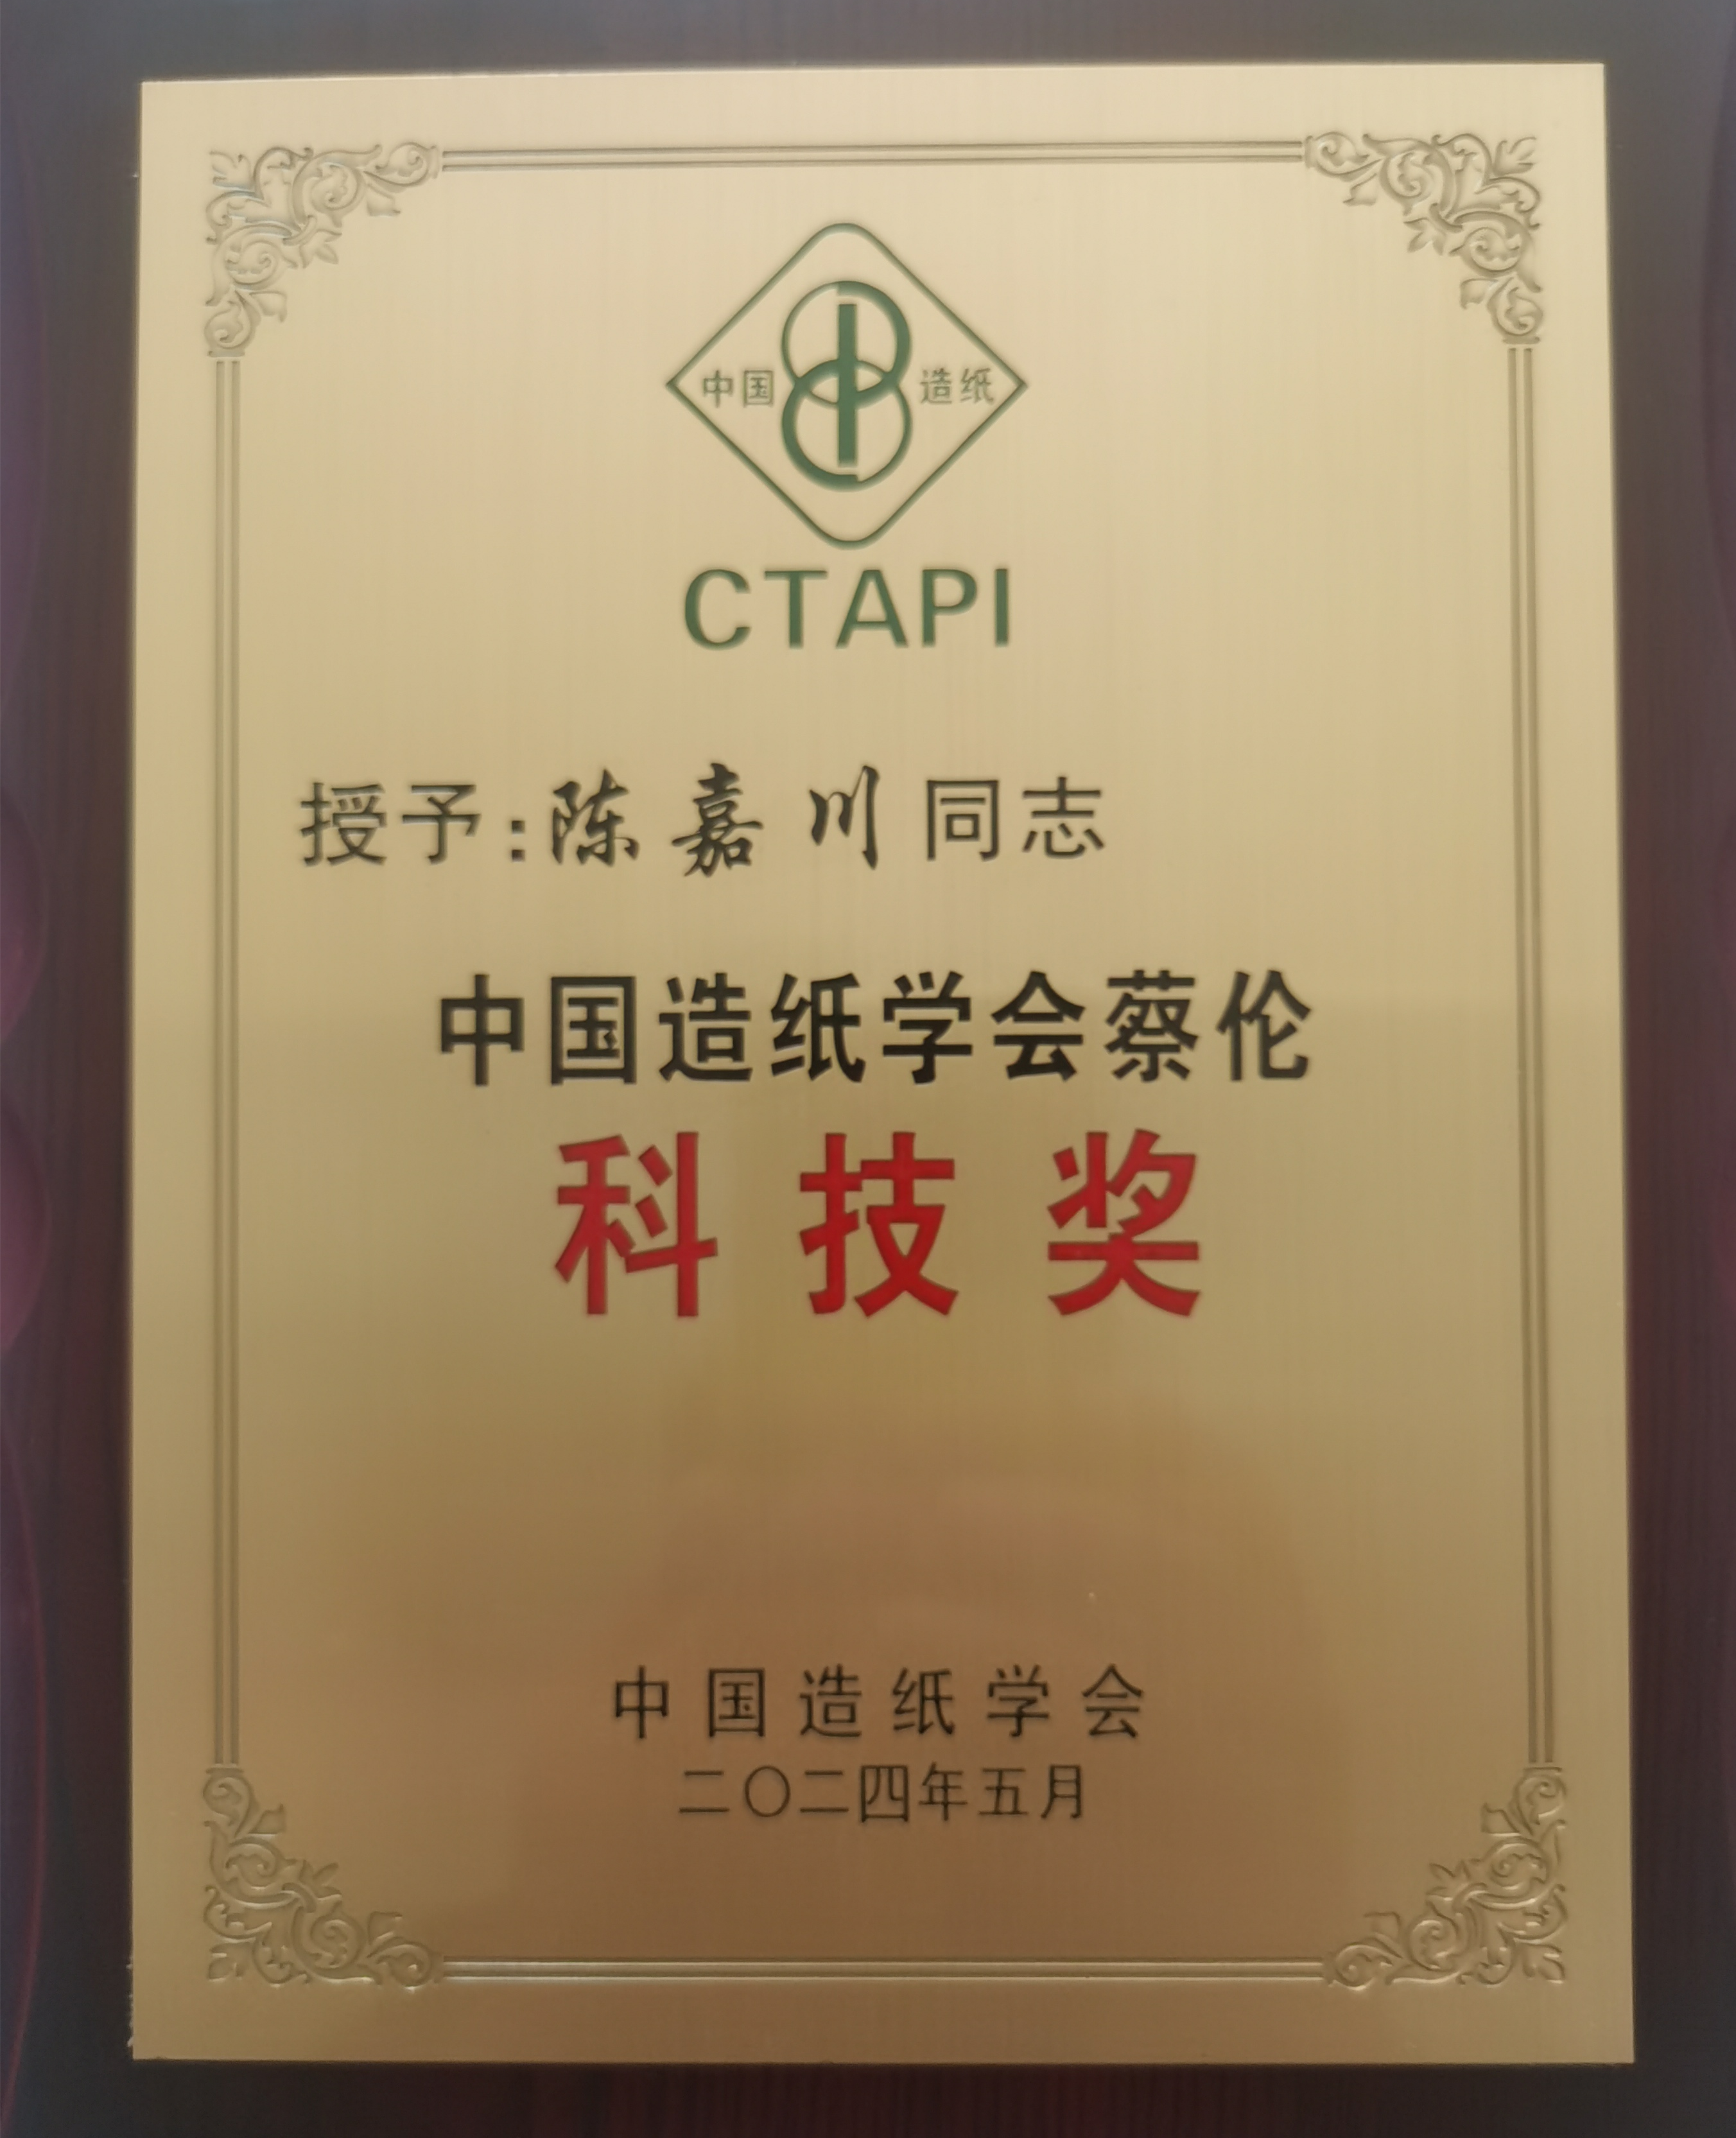 中国 造纸
CTAPI
授予:陈嘉川同志
中国造纸学会蔡伦
科技奖
中国造纸学会
二〇二四年五月